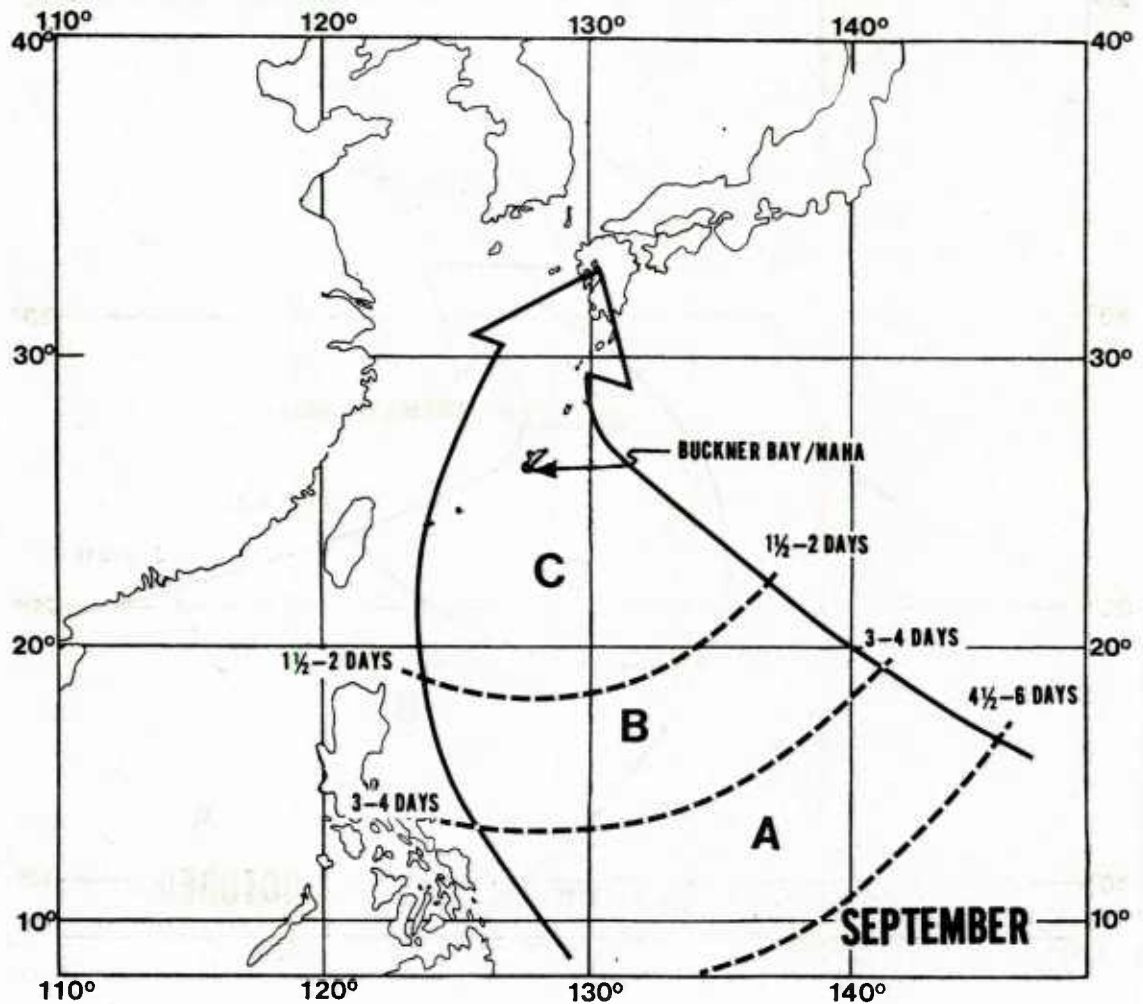 110° 120° 130° 140°
40° 40°
30° 30°
BUCKNER BAY/NAHA
C
1½-2 DAYS
20° 3-4 DAYS 20°
1½-2 DAYS
4½-6 DAYS
B
3-4 DAYS
A
10° SEPTEMBER 10°
110° 120° 130° 140°